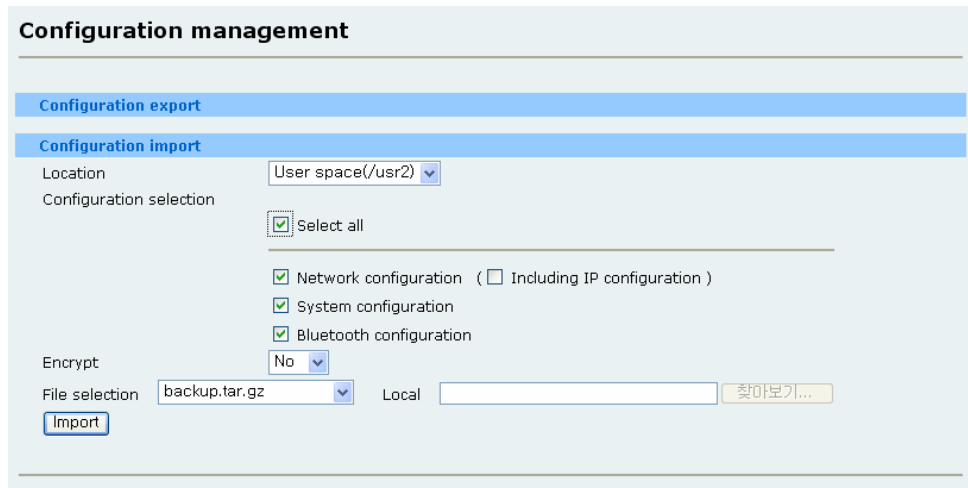 Configuration management
Configuration export
Configuration import
Location User space(/usr2)
Configuration selection
Select all
Network configuration ( Including IP configuration )
System configuration
Bluetooth configuration
Encrypt No
File selection backup.tar.gz Local 찾아보기...
Import